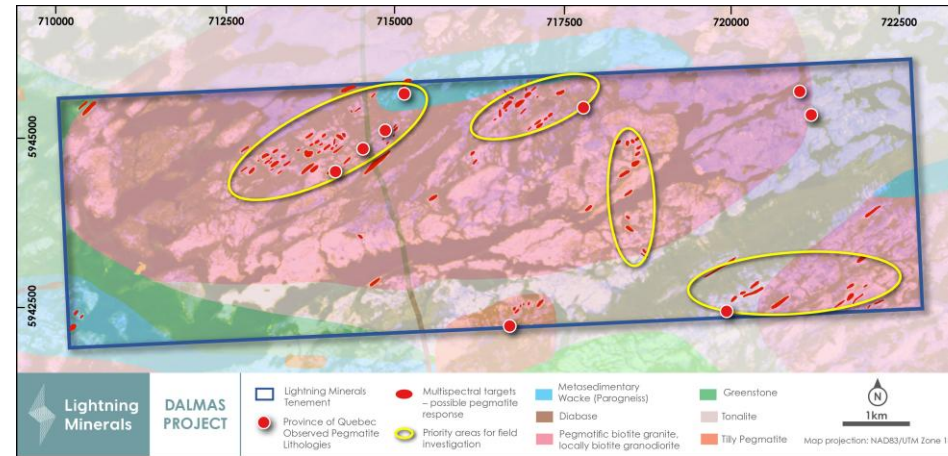 710000 712500 715000 717500 720000 722500
5945000
5942500
Lightning
Minerals
DALMAS
PROJECT
Lightning Minerals
Tenement
Province of Quebec
Observed Pegmatite
Lithologies
Multispectral targets
– possible pegmatite
response
Priority areas for field
investigation
Metasedimentary
Wacke (Paragneiss)
Diabase
Pegmatific biotite granite,
locally biotite granodiorite
Greenstone
Tonalite
Tilly Pegmatite
N
1km
Map projection: NAD83/UTM Zone 1